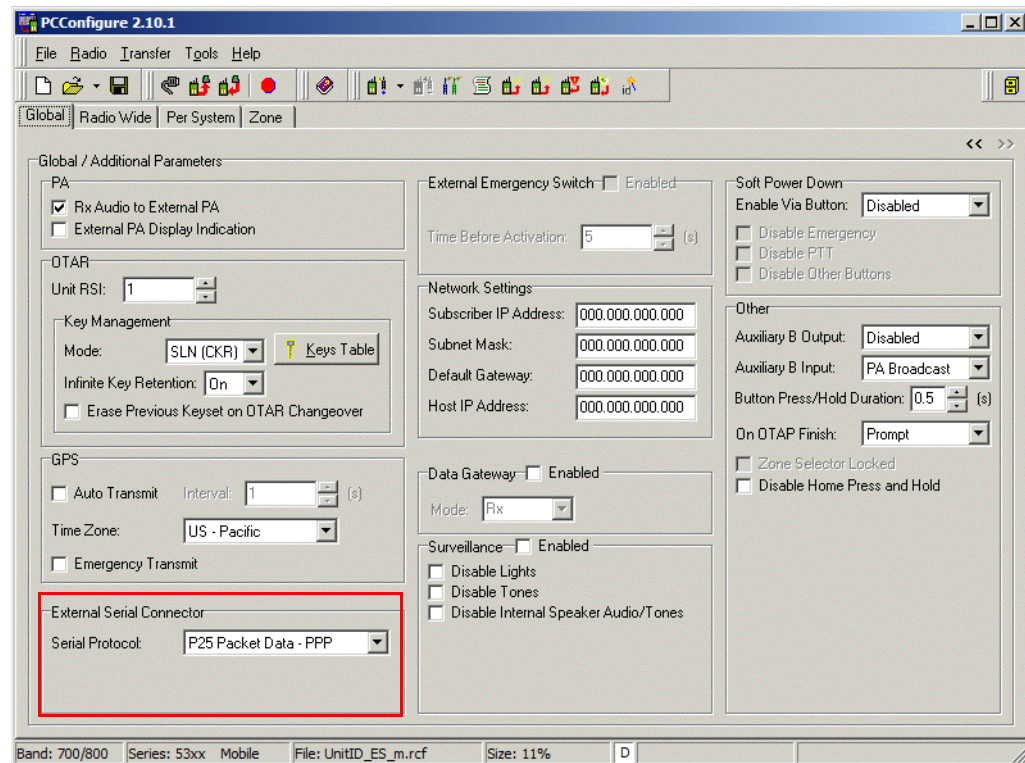 PCConfigure 2.10.1
File Radio Transfer Tools Help
id
Global Radio Wide Per System Zone
<< >>
Global / Additional Parameters
PA
Rx Audio to External PA
External PA Display Indication
OTAR
Unit RSI: 1
Key Management
Mode: SLN (CKR) Keys Table
Infinite Key Retention: On
Erase Previous Keyset on OTAR Changeover
GPS
Auto Transmit Interval: 1 (s)
Time Zone: US - Pacific
Emergency Transmit
External Serial Connector
Serial Protocol: P25 Packet Data - PPP
External Emergency Switch Enabled
Time Before Activation: 5 (s)
Network Settings
Subscriber IP Address: 000.000.000.000
Subnet Mask: 000.000.000.000
Default Gateway: 000.000.000.000
Host IP Address: 000.000.000.000
Data Gateway Enabled
Mode: Rx
Surveillance Enabled
Disable Lights
Disable Tones
Disable Internal Speaker Audio/Tones
Soft Power Down
Enable Via Button: Disabled
Disable Emergency
Disable PTT
Disable Other Buttons
Other
Auxiliary B Output: Disabled
Auxiliary B Input: PA Broadcast
Button Press/Hold Duration: 0.5 (s)
On OTAP Finish: Prompt
Zone Selector Locked
Disable Home Press and Hold
Band: 700/800 Series: 53xx Mobile File: UnitID_ES_m.rcf Size: 11% D